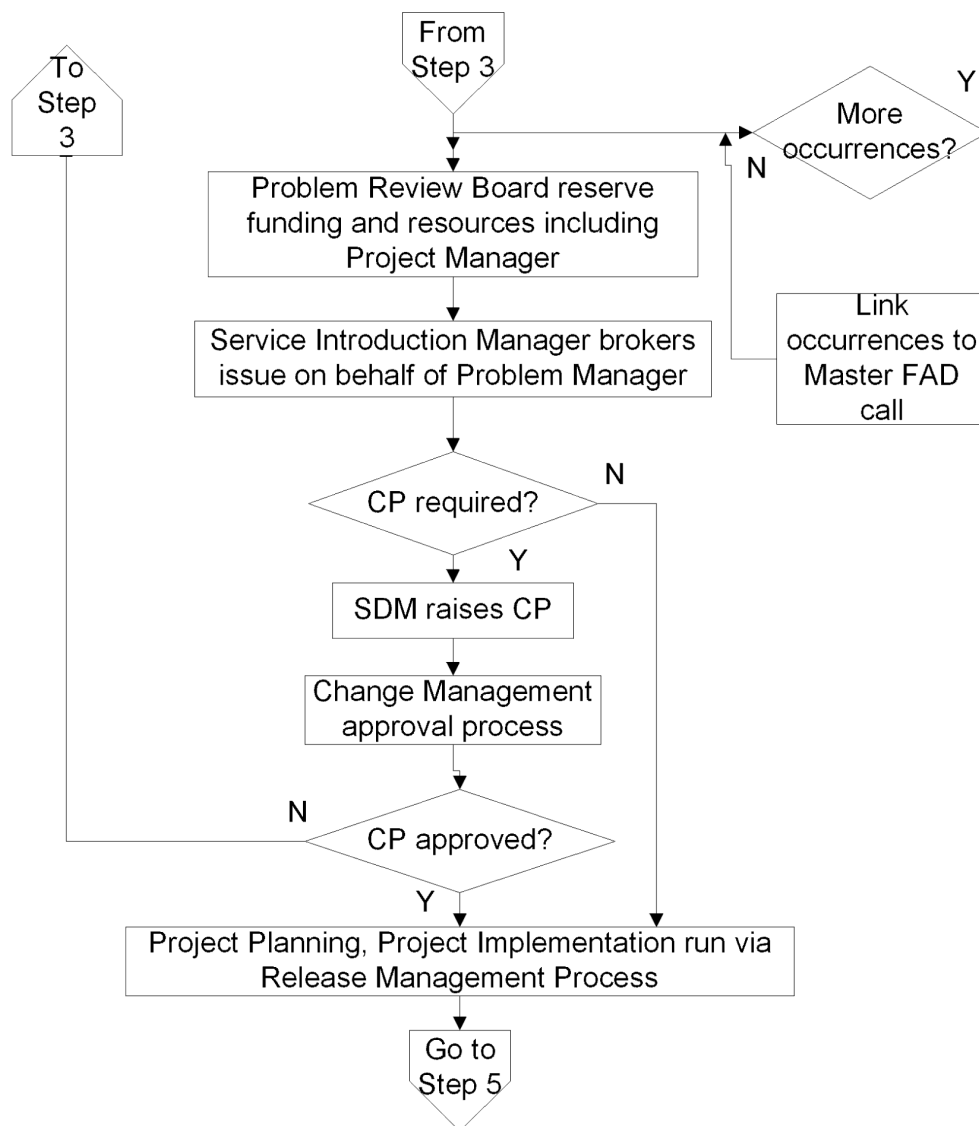 From
Step 3
To
Step
3
Y
More
occurrences?
N
Problem Review Board reserve
funding and resources including
Project Manager
Link
occurrences to
Master FAD
call
Service Introduction Manager brokers
issue on behalf of Problem Manager
N
CP required?
Y
SDM raises CP
Change Management
approval process
N
CP approved?
Y
Project Planning, Project Implementation run via
Release Management Process
Go to
Step 5